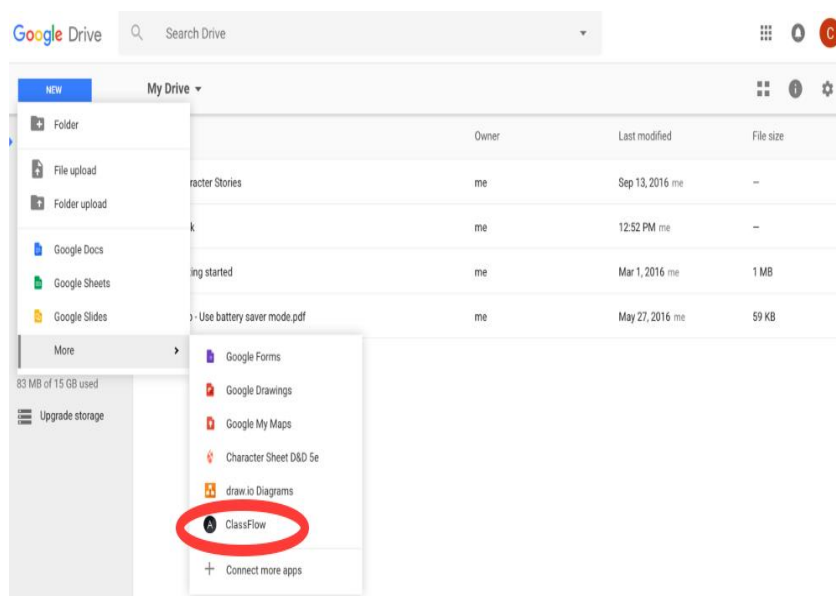 Google Drive
Search Drive
C
NEW
My Drive
Folder
Owner
Last modified
File size
File upload
racter Stories
me
Sep 13, 2016 me
–
Folder upload
k
me
12:52 PM me
–
Google Docs
ing started
me
Mar 1, 2016 me
1 MB
Google Sheets
Google Slides
- Use battery saver mode.pdf
me
May 27, 2016 me
59 KB
More
Google Forms
83 MB of 15 GB used
Google Drawings
Upgrade storage
Google My Maps
Character Sheet D&D 5e
draw.io Diagrams
A
ClassFlow
Connect more apps